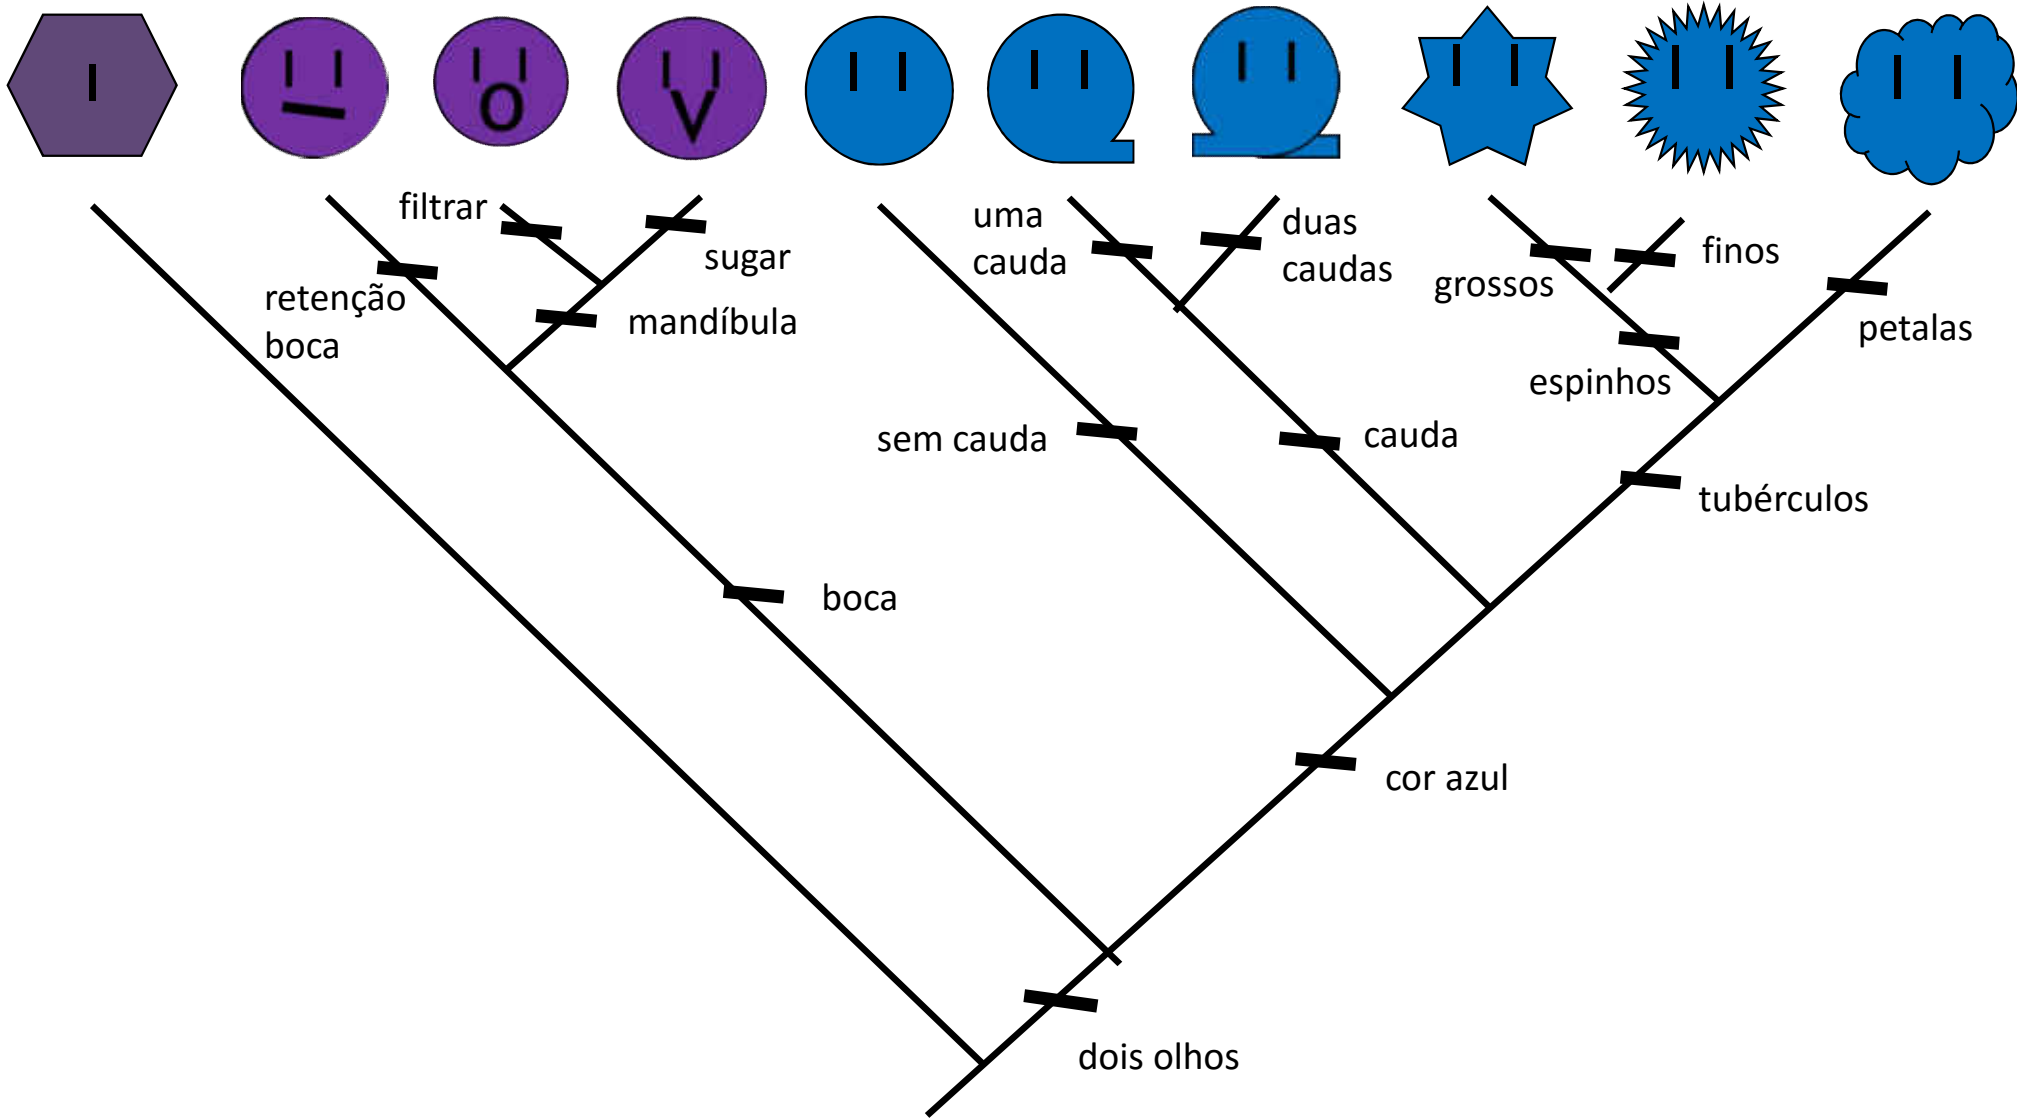 filtrar
sugar
retenção
boca
mandíbula
uma
cauda
duas
caudas
grossos
finos
espinhos
petalas
sem cauda
cauda
tubérculos
boca
cor azul
dois olhos